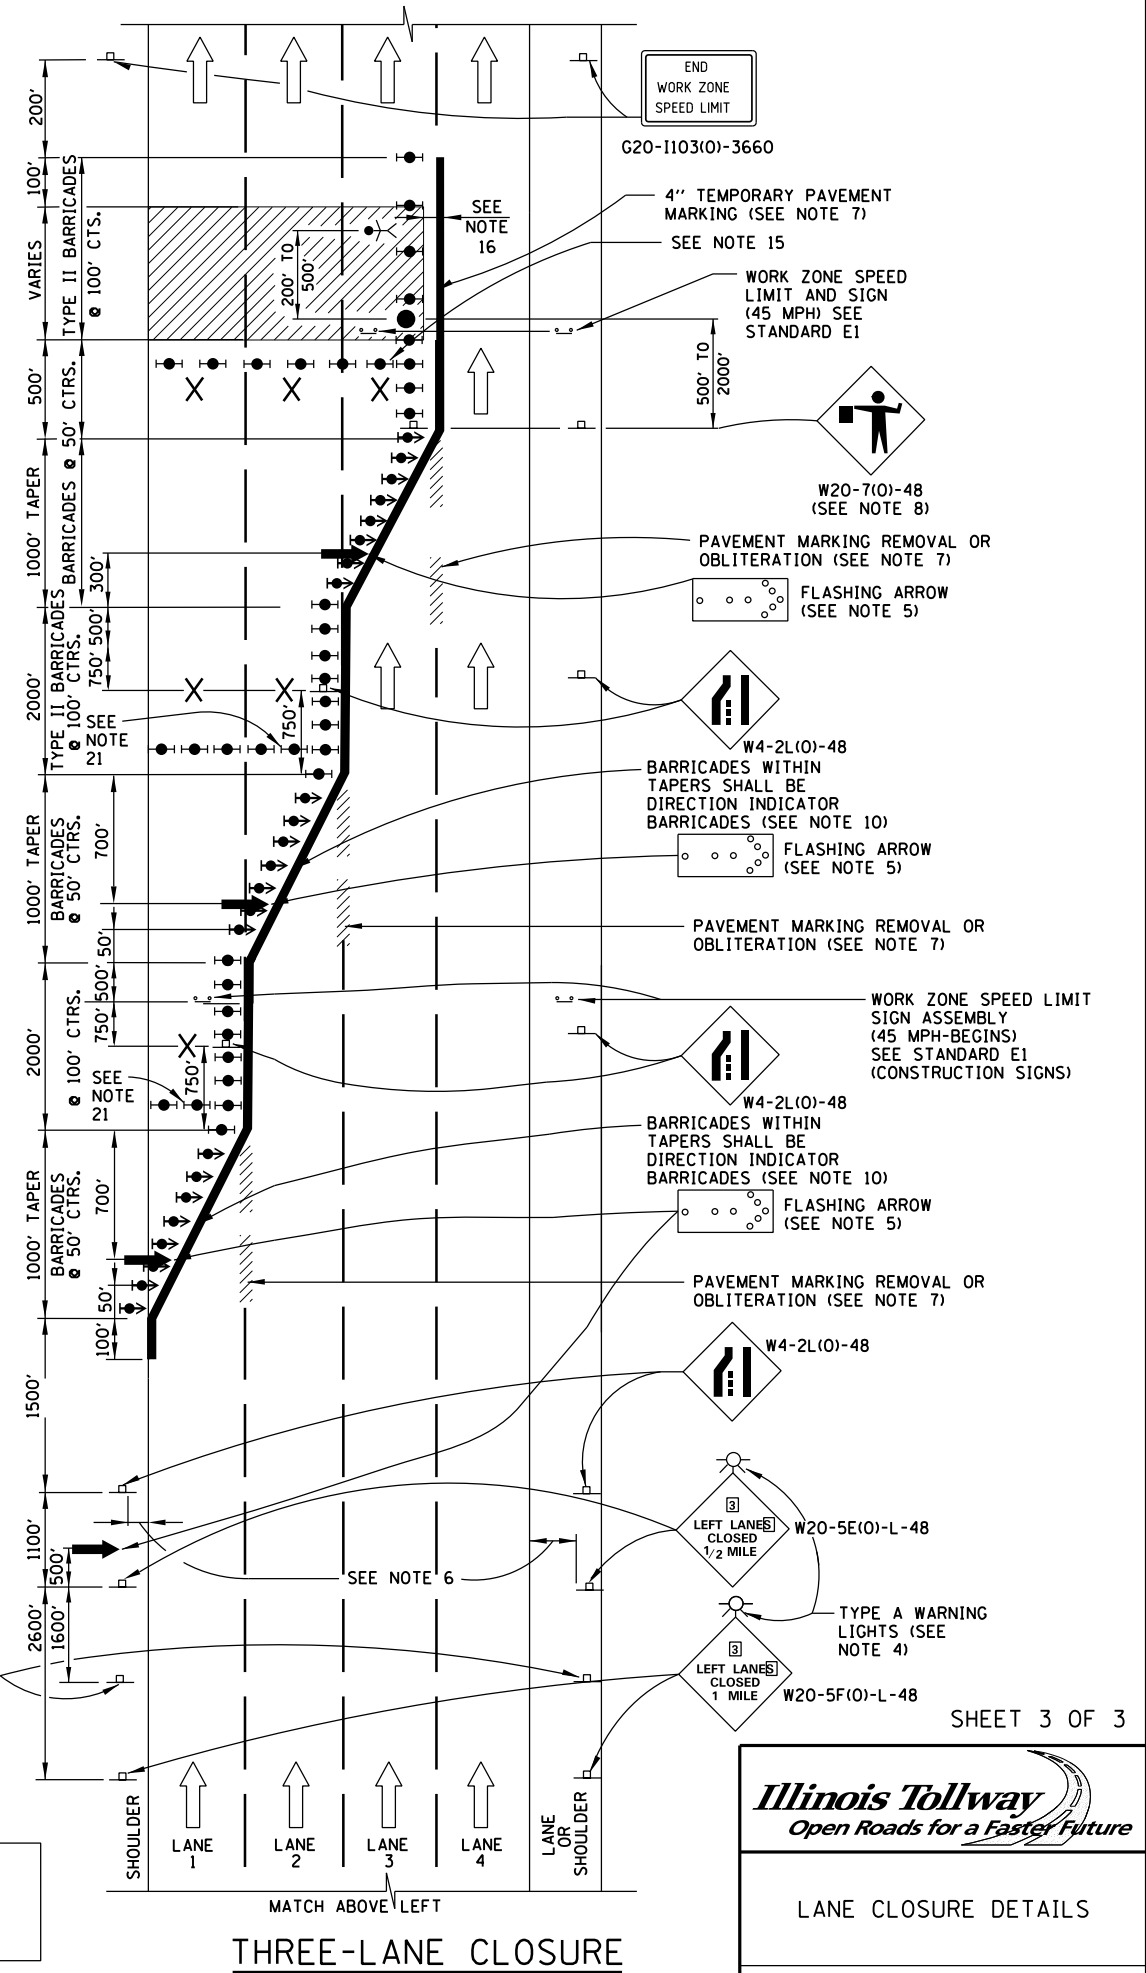 END
WORK ZONE
SPEED LIMIT
G20-I103(O)-3660
200'
100'
VARIES
TYPE II BARRICADES
@ 100' CTS.
SEE
NOTE
16
4" TEMPORARY PAVEMENT
MARKING (SEE NOTE 7)
SEE NOTE 15
200' TO
500'
WORK ZONE SPEED
LIMIT AND SIGN
(45 MPH) SEE
STANDARD E1
500' TO
2000'
500'
BARRICADES @ 50' CTRS.
W20-7(O)-48
(SEE NOTE 8)
1000' TAPER
300'
PAVEMENT MARKING REMOVAL OR
OBLITERATION (SEE NOTE 7)
FLASHING ARROW
(SEE NOTE 5)
2000'
TYPE II BARRICADES
@ 100' CTRS.
500'
750'
750'
SEE
NOTE
21
W4-2L(O)-48
BARRICADES WITHIN
TAPERS SHALL BE
DIRECTION INDICATOR
BARRICADES (SEE NOTE 10)
FLASHING ARROW
(SEE NOTE 5)
1000' TAPER
BARRICADES
@ 50' CTRS.
700'
50'
PAVEMENT MARKING REMOVAL OR
OBLITERATION (SEE NOTE 7)
2000'
@ 100' CTRS.
500'
750'
750'
SEE
NOTE
21
WORK ZONE SPEED LIMIT
SIGN ASSEMBLY
(45 MPH-BEGINS)
SEE STANDARD E1
(CONSTRUCTION SIGNS)
W4-2L(O)-48
BARRICADES WITHIN
TAPERS SHALL BE
DIRECTION INDICATOR
BARRICADES (SEE NOTE 10)
FLASHING ARROW
(SEE NOTE 5)
1000' TAPER
BARRICADES
@ 50' CTRS.
700'
50'
100'
PAVEMENT MARKING REMOVAL OR
OBLITERATION (SEE NOTE 7)
1500'
W4-2L(O)-48
1100'
500'
3
LEFT LANES
CLOSED
1/2 MILE
W20-5E(O)-L-48
SEE NOTE 6
2600'
1600'
TYPE A WARNING
LIGHTS (SEE
NOTE 4)
3
LEFT LANES
CLOSED
1 MILE
W20-5F(O)-L-48
SHEET 3 OF 3
SHOULDER
LANE
1
LANE
2
LANE
3
LANE
4
LANE
OR
SHOULDER
MATCH ABOVE LEFT
THREE-LANE CLOSURE
Illinois Tollway
Open Roads for a Faster Future
LANE CLOSURE DETAILS